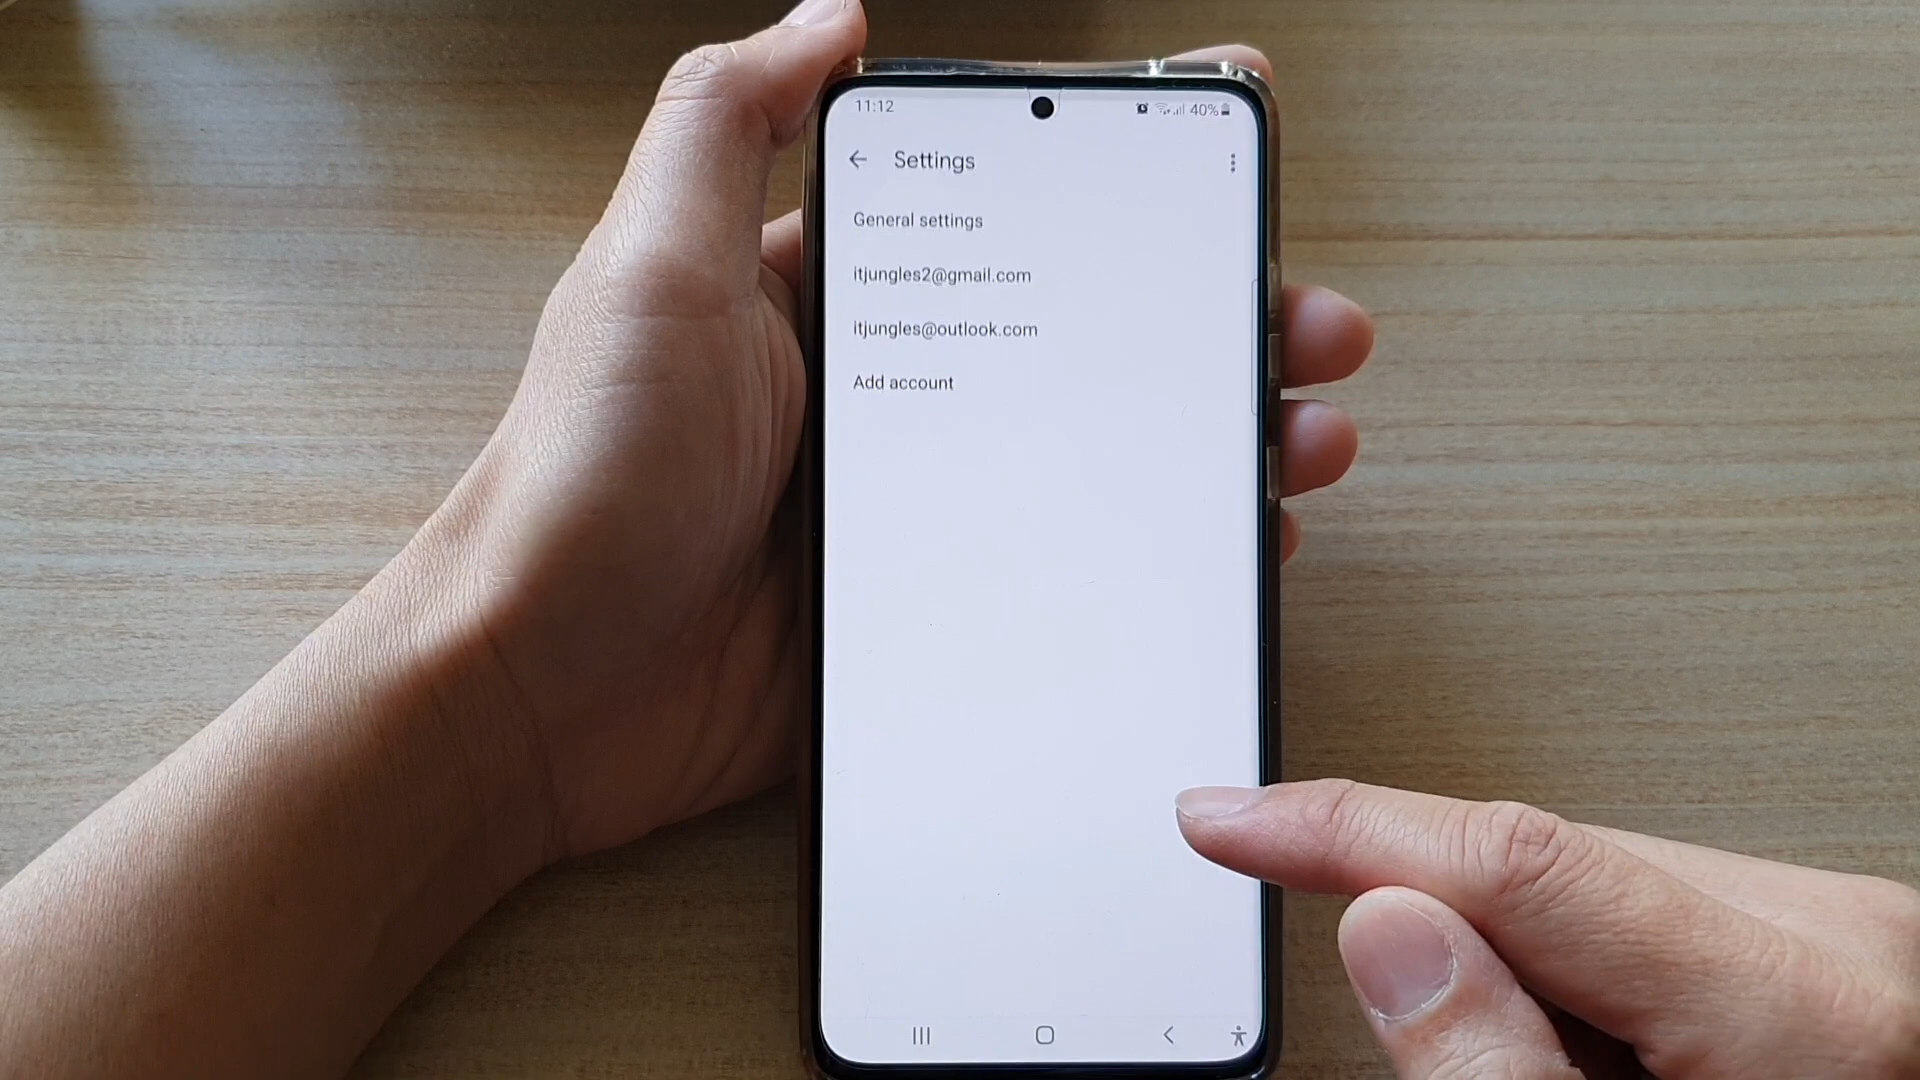 11:12
40%
Settings
General settings
itjungles2@gmail.com
itjungles@outlook.com
Add account